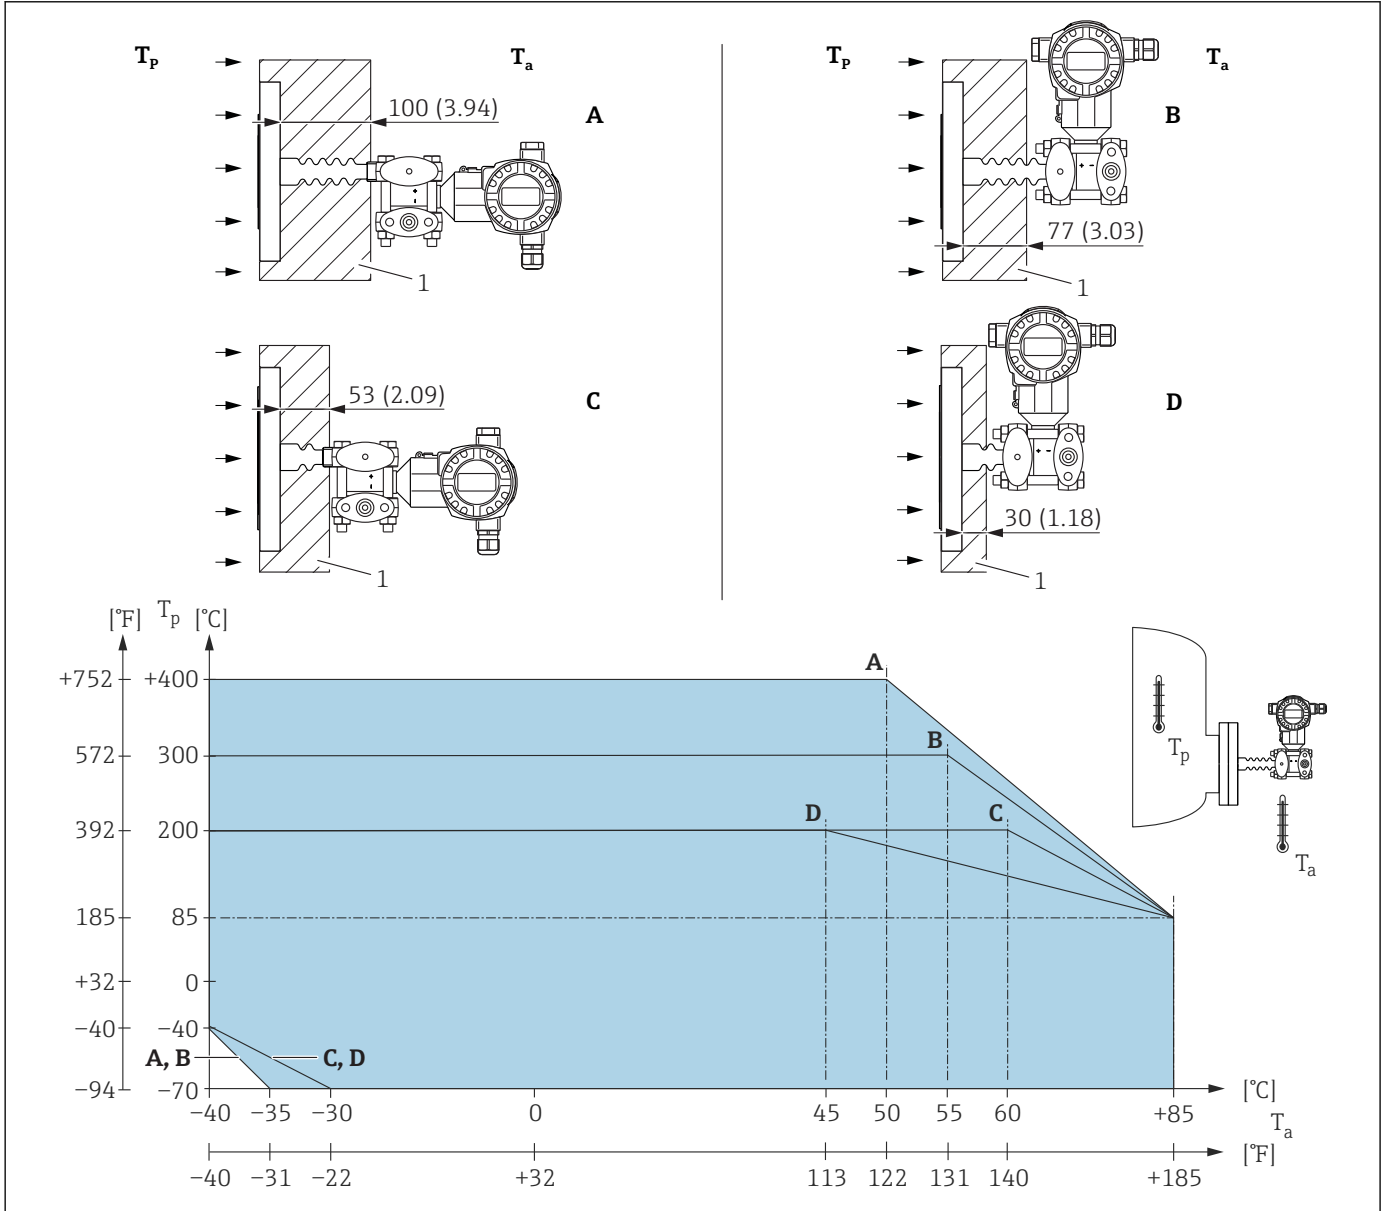 Tp Ta
100 (3.94)
A
1
Tp Ta
B
77 (3.03)
1
53 (2.09)
C
1
D
30 (1.18)
1
[°F] Tp [°C]
+752 +400
572 300
392 200
185 85
+32 0
−40 −40
−94 −70
A
B
D
C
A, B
C, D
−40 −35 −30 0 45 50 55 60 +85
[°C]
Ta
[°F]
−40 −31 −22 +32 113 122 131 140 +185
Tp
Ta